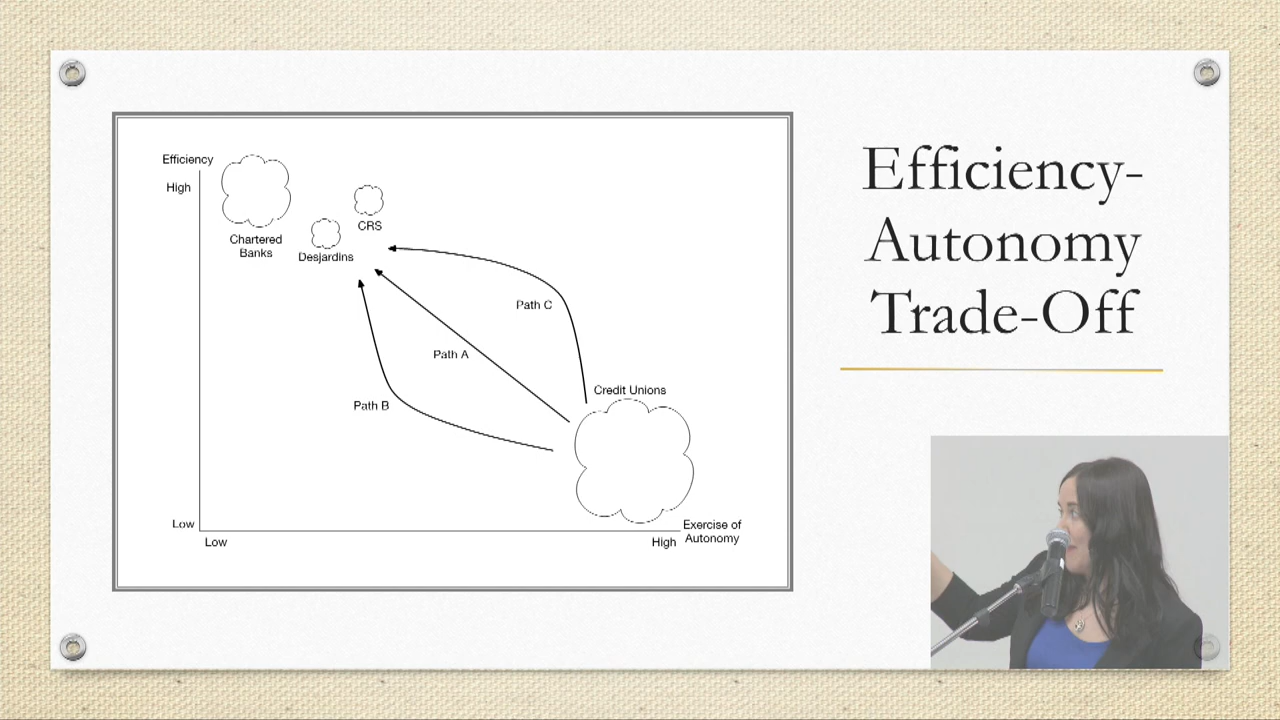 Efficiency
High
Chartered
Banks
CRS
Desjardins
Path C
Path A
Path B
Credit Unions
Low
Low
High
Exercise of
Autonomy
Efficiency-
Autonomy
Trade-Off